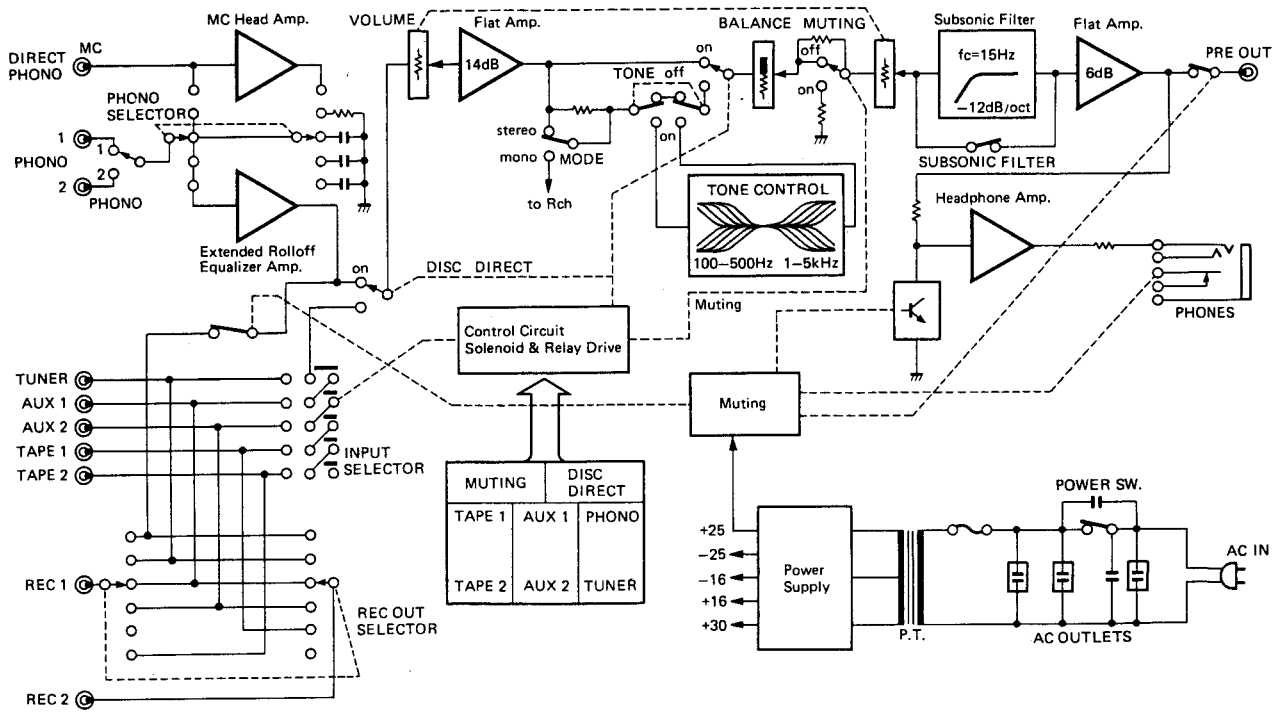 MC Head Amp.
VOLUME
Flat Amp.
BALANCE MUTING
Subsonic Filter
Flat Amp.
MC
DIRECT
PHONO
14dB
on
TONE off
off
on
fc=15Hz
−12dB/oct
6dB
PRE OUT
PHONO
SELECTOR
1
PHONO
2
1
2
PHONO
stereo
mono
MODE
to Rch
on
SUBSONIC FILTER
TONE CONTROL
100−500Hz 1−5kHz
Headphone Amp.
Extended Rolloff
Equalizer Amp.
on
DISC DIRECT
Muting
PHONES
Control Circuit
Solenoid & Relay Drive
TUNER
AUX 1
AUX 2
TAPE 1
TAPE 2
INPUT
SELECTOR
Muting
MUTING
DISC
DIRECT
TAPE 1
AUX 1
PHONO
TAPE 2
AUX 2
TUNER
REC 1
REC OUT
SELECTOR
REC 2
+25
−25
−16
+16
+30
Power
Supply
P.T.
POWER SW.
AC IN
AC OUTLETS